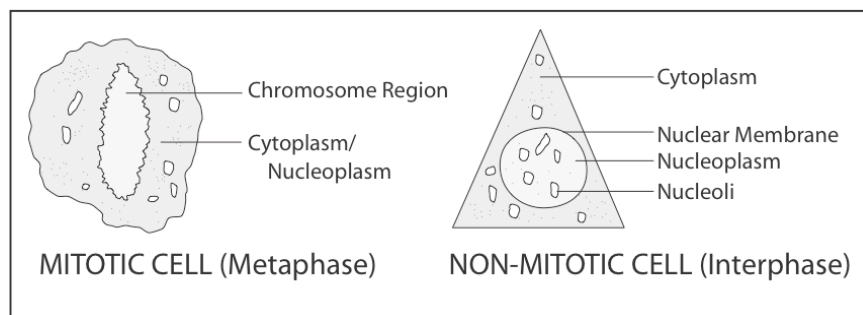 Chromosome Region
Cytoplasm/
Nucleoplasm
MITOTIC CELL (Metaphase)
Cytoplasm
Nuclear Membrane
Nucleoplasm
Nucleoli
NON-MITOTIC CELL (Interphase)